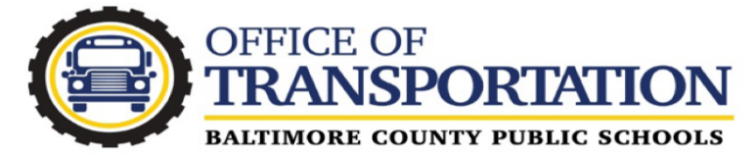 OFFICE OF
TRANSPORTATION
BALTIMORE COUNTY PUBLIC SCHOOLS